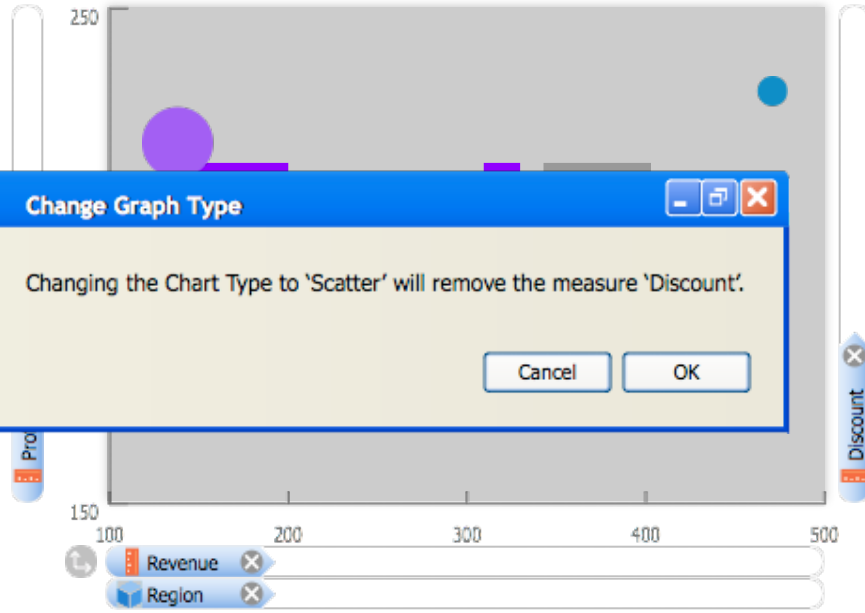 250
Change Graph Type
Changing the Chart Type to ‘Scatter’ will remove the measure ‘Discount’.
Cancel OK
Discount
150
100 200 300 400 500
Revenue
Region